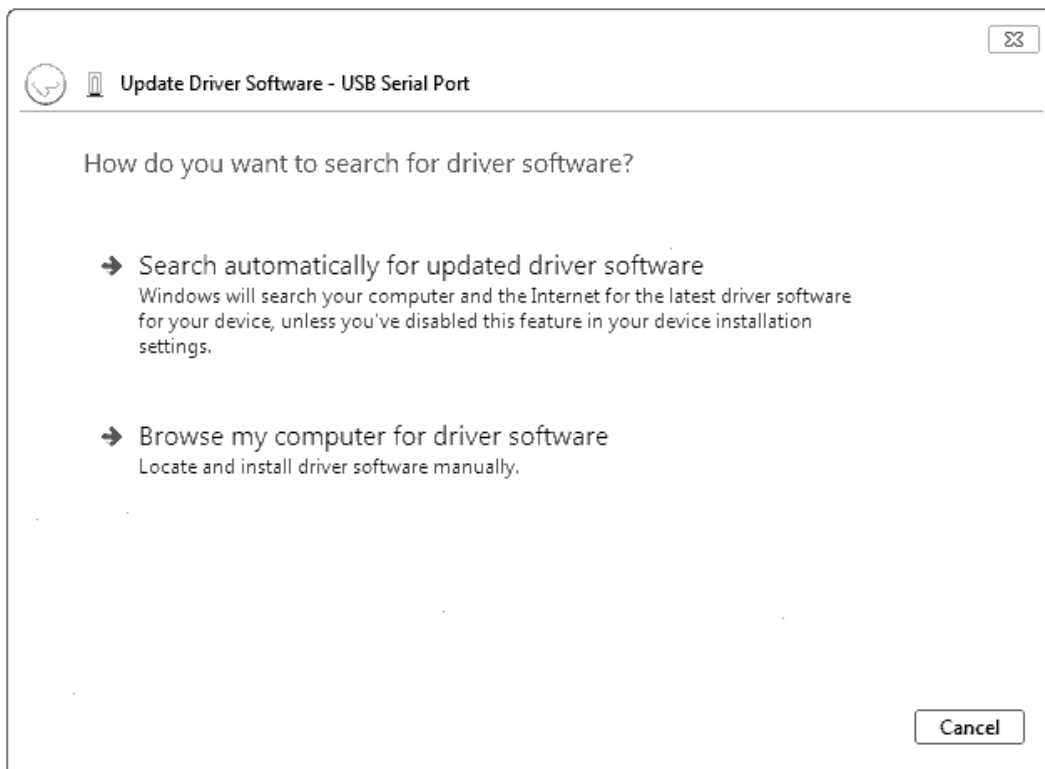 Update Driver Software - USB Serial Port
How do you want to search for driver software?
Search automatically for updated driver software
Windows will search your computer and the Internet for the latest driver software
for your device, unless you've disabled this feature in your device installation
settings.
Browse my computer for driver software
Locate and install driver software manually.
Cancel